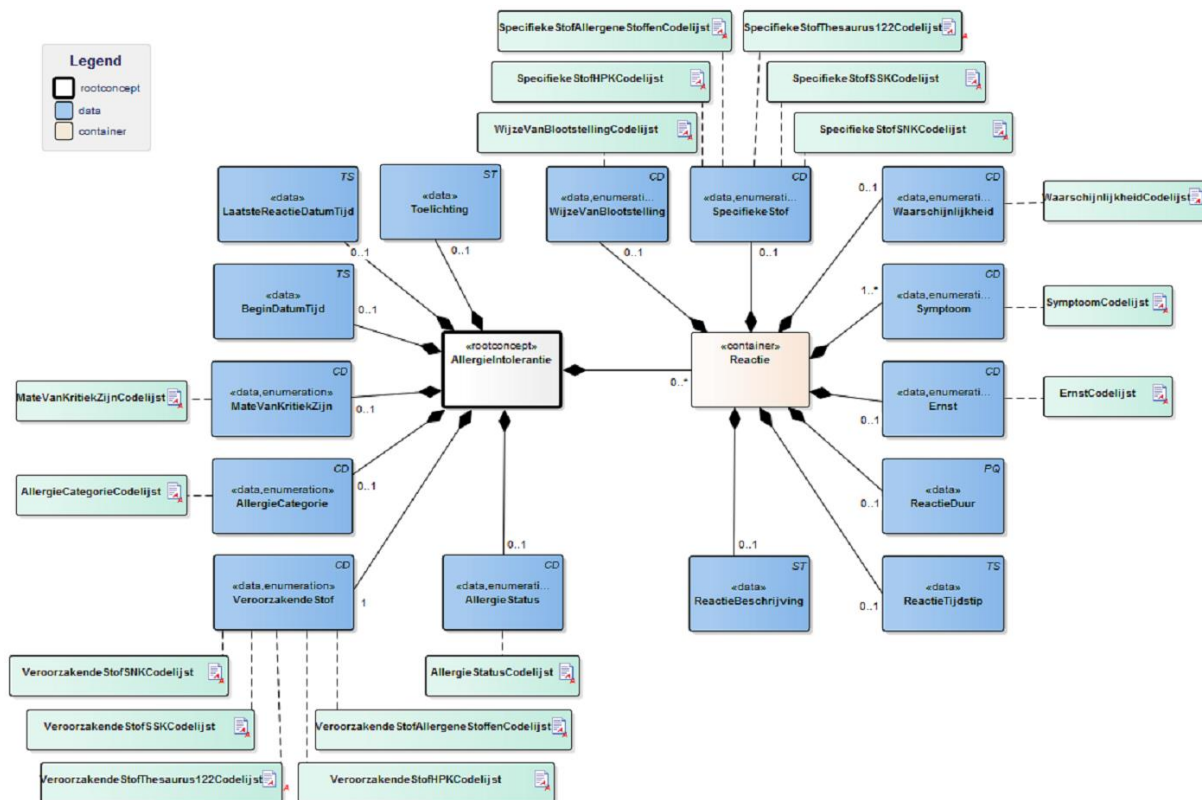 Legend
rootconcept
data
container
SpecifiekeStofAllergeneStoffenCodelijst
SpecifiekeStofThesaurus122Codelijst
SpecifiekeStofHPKCodelijst
SpecifiekeStofSSKCodelijst
WijzeVanBlootstellingCodelijst
SpecifiekeStofSNKCodelijst
TS
«data»
LaatsteReactieDatumTijd
0..1
ST
«data»
Toelichting
0..1
CD
«data,enumerati...
WijzeVanBlootstelling
0..1
CD
«data,enumerati...
SpecifiekeStof
0..1
0..1
CD
«data,enumerati...
Waarschijnlijkheid
WaarschijnlijkheidCodelijst
TS
«data»
BeginDatumTijd
0..1
1..*
CD
«data,enumerati...
Symptoom
SymptoomCodelijst
«rootconcept»
AllergieIntolerantie
«container»
Reactie
0..*
MateVanKritiekZijnCodelijst
CD
«data,enumeration»
MateVanKritiekZijn
0..1
CD
«data,enumerati...
Ernst
0..1
ErnstCodelijst
AllergieCategorieCodelijst
CD
«data,enumeration»
AllergieCategorie
0..1
PQ
«data»
ReactieDuur
0..1
CD
«data,enumeration»
VeroorzakendeStof
1
0..1
CD
«data,enumerati...
AllergieStatus
0..1
ST
«data»
ReactieBeschrijving
TS
«data»
ReactieTijdstip
0..1
VeroorzakendeStofSNKCodelijst
AllergieStatusCodelijst
VeroorzakendeStofSSKCodelijst
VeroorzakendeStofAllergeneStoffenCodelijst
VeroorzakendeStofThesaurus122Codelijst
VeroorzakendeStofHPKCodelijst